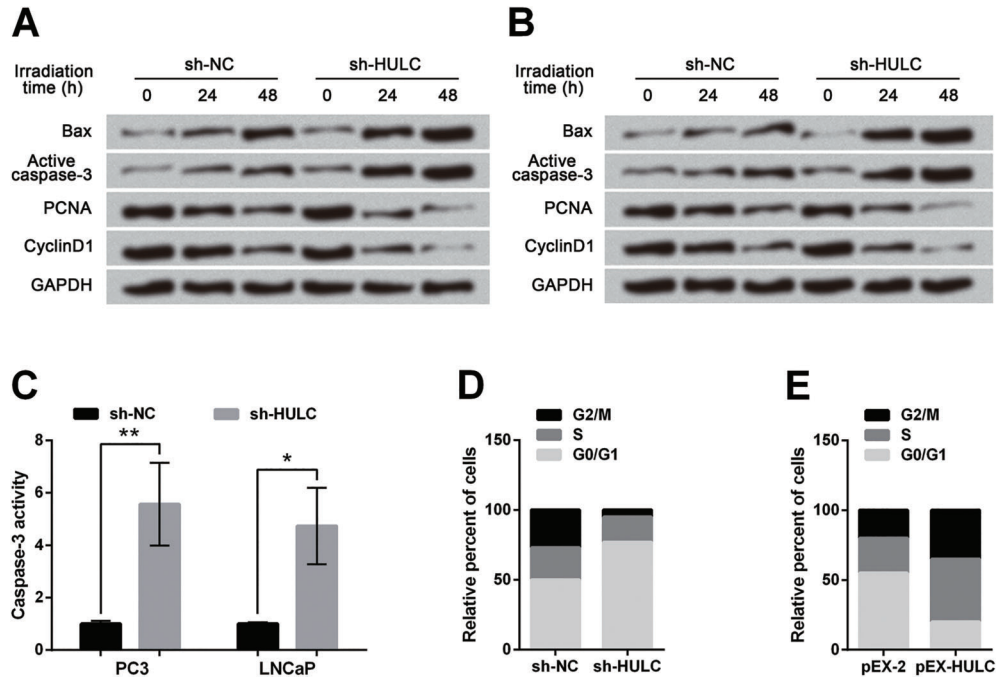 A
Irradiation
time (h)
sh-NC
sh-HULC
0 24 48 0 24 48
Bax
Active
caspase-3
PCNA
CyclinD1
GAPDH
B
Irradiation
time (h)
sh-NC
sh-HULC
0 24 48 0 24 48
Bax
Active
caspase-3
PCNA
CyclinD1
GAPDH
C
sh-NC
sh-HULC
Caspase-3 activity
8
6
4
2
0
**
*
PC3
LNCaP
D
G2/M
S
G0/G1
Relative percent of cells
150
100
50
0
sh-NC
sh-HULC
E
G2/M
S
G0/G1
Relative percent of cells
150
100
50
0
pEX-2
pEX-HULC